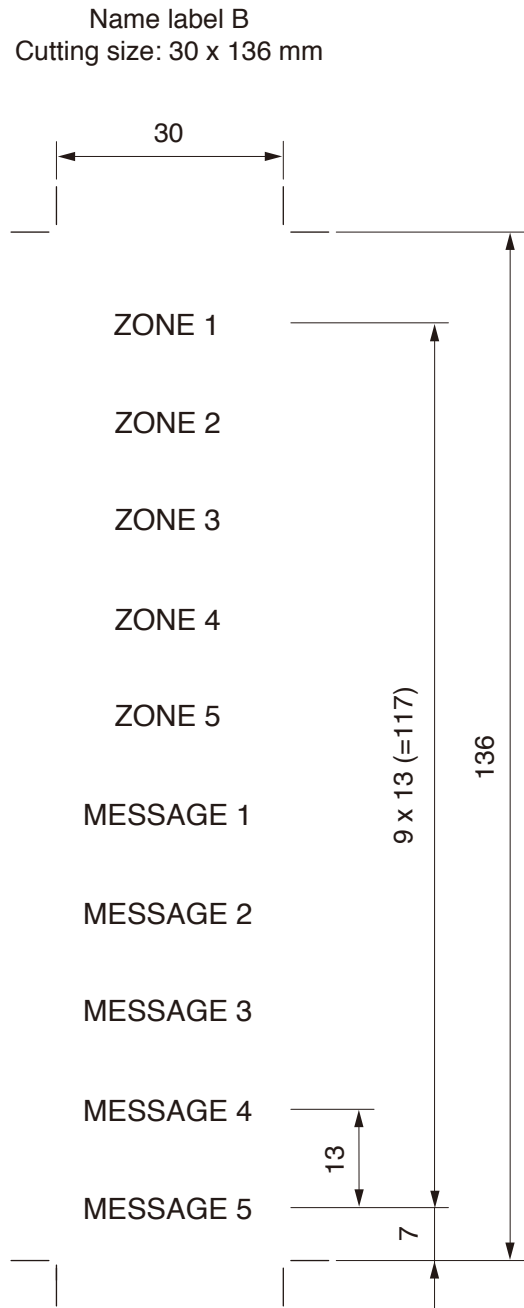 Name label B
Cutting size: 30 x 136 mm
30
ZONE 1
ZONE 2
ZONE 3
ZONE 4
ZONE 5
MESSAGE 1
MESSAGE 2
MESSAGE 3
MESSAGE 4
MESSAGE 5
9 x 13 (=117)
136
13
7